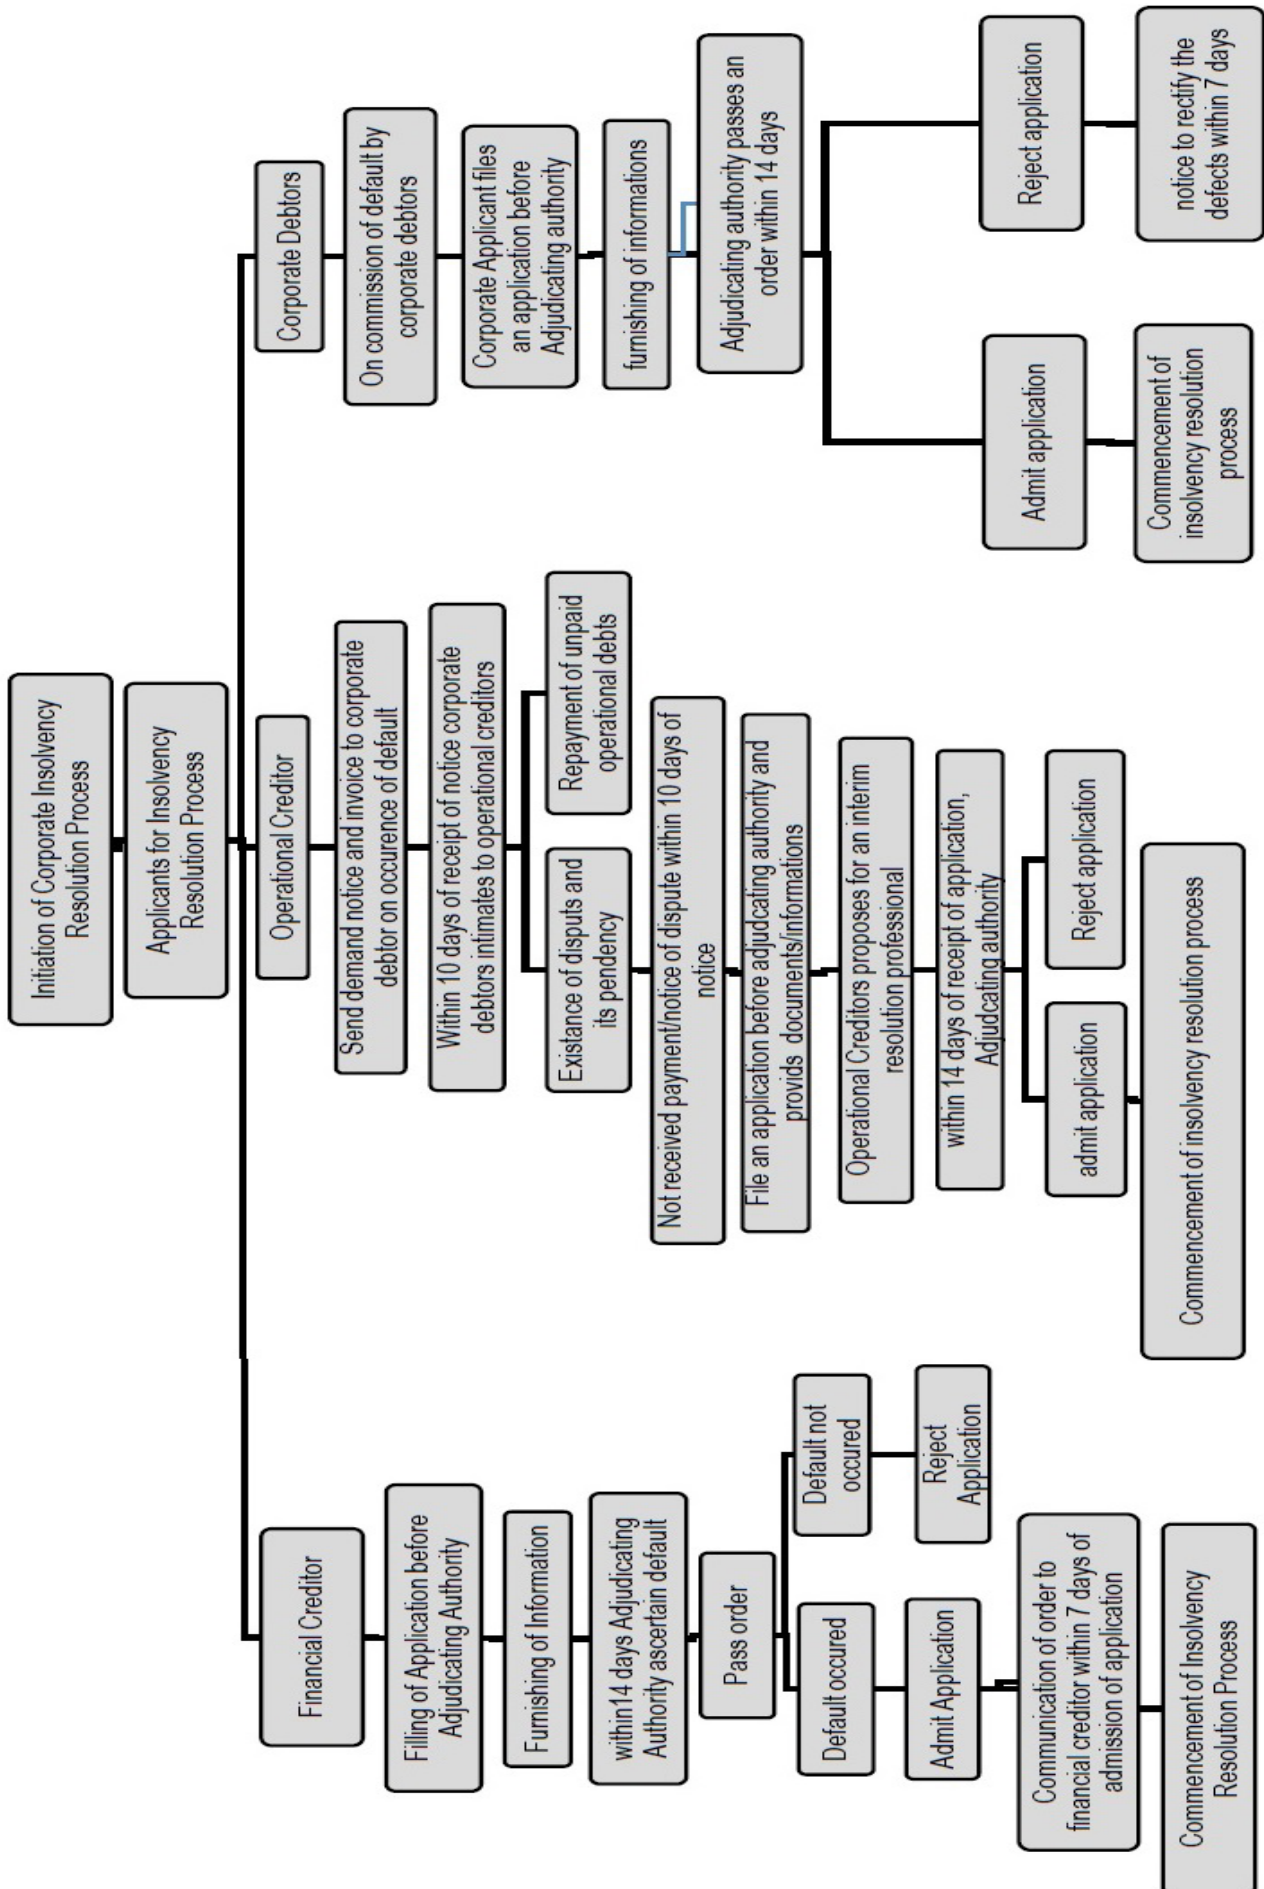 Initiation of Corporate Insolvency
Resolution Process
Applicants for Insolvency
Resolution Process
Financial Creditor
Filling of Application before
Adjudicating Authority
Furnishing of Information
within14 days Adjudicating
Authority ascertain default
Pass order
Default occured
Admit Application
Communication of order to
financial creditor within 7 days of
admission of application
Commencement of Insolvency
Resolution Process
Default not
occured
Reject
Application
Operational Creditor
Send demand notice and invoice to corporate
debtor on occurence of default
Within 10 days of receipt of notice corporate
debtors intimates to operational creditors
Existance of disputs and
its pendency
Repayment of unpaid
operational debts
Not received payment/notice of dispute within 10 days of
notice
File an application before adjudcating authority and
provids documents/informations
Operational Creditors proposes for an interim
resolution professional
within 14 days of receipt of application,
Adjudcating authority
admit application
Reject application
Commencement of insolvency resolution process
Corporate Debtors
On commission of default by
corporate debtors
Corporate Applicant files
an application before
Adjudicating authority
furnishing of informations
Adjudicating authority passes an
order within 14 days
Admit application
Commencement of
insolvency resolution
process
Reject application
notice to rectify the
defects within 7 days